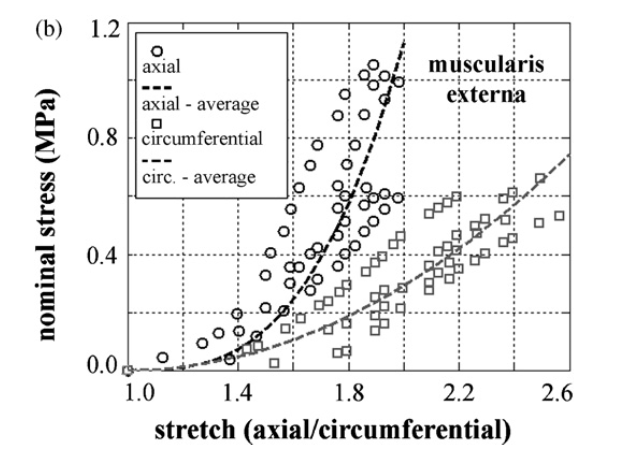 (b)
1.2
0.8
0.4
0.0
nominal stress (MPa)
axial
axial - average
circumferential
circ. - average
muscularis
externa
1.0 1.4 1.8 2.2 2.6
stretch (axial/circumferential)